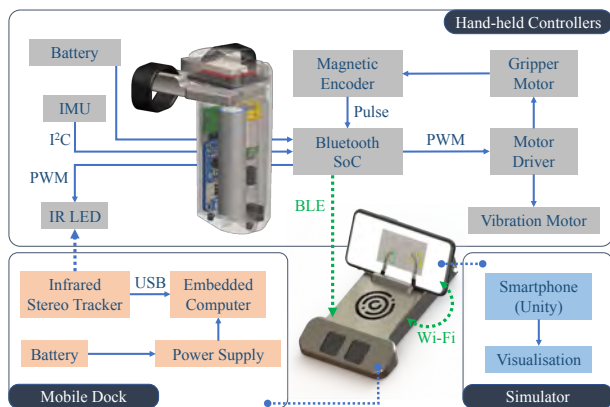 Hand-held Controllers
Battery
Magnetic
Encoder
Gripper
Motor
IMU
I²C
Pulse
Bluetooth
SoC
PWM
Motor
Driver
PWM
IR LED
BLE
Vibration Motor
Infrared
Stereo Tracker
USB
Embedded
Computer
Smartphone
(Unity)
Wi-Fi
Battery
Power Supply
Visualisation
Mobile Dock
Simulator